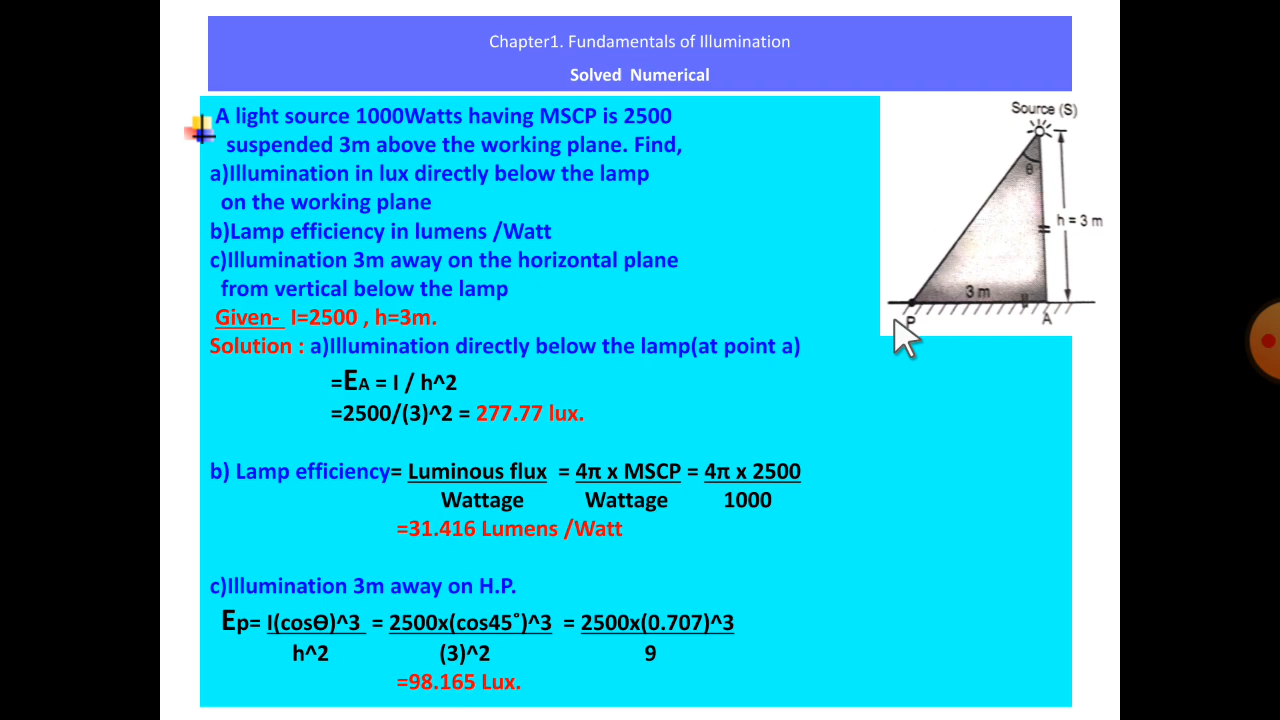 Chapter1. Fundamentals of Illumination
Solved Numerical
A light source 1000Watts having MSCP is 2500
suspended 3m above the working plane. Find,
a)Illumination in lux directly below the lamp
on the working plane
b)Lamp efficiency in lumens /Watt
c)Illumination 3m away on the horizontal plane
from vertical below the lamp
Given- I=2500 , h=3m.
Solution : a)Illumination directly below the lamp(at point a)
=EA = I / h^2
=2500/(3)^2 = 277.77 lux.
b) Lamp efficiency= Luminous flux = 4π x MSCP = 4π x 2500
Wattage Wattage 1000
=31.416 Lumens /Watt
c)Illumination 3m away on H.P.
Ep= I(cosθ)^3 = 2500x(cos45˚)^3 = 2500x(0.707)^3
h^2 (3)^2 9
=98.165 Lux.
Source (S)
θ
h = 3 m
3 m
P
A